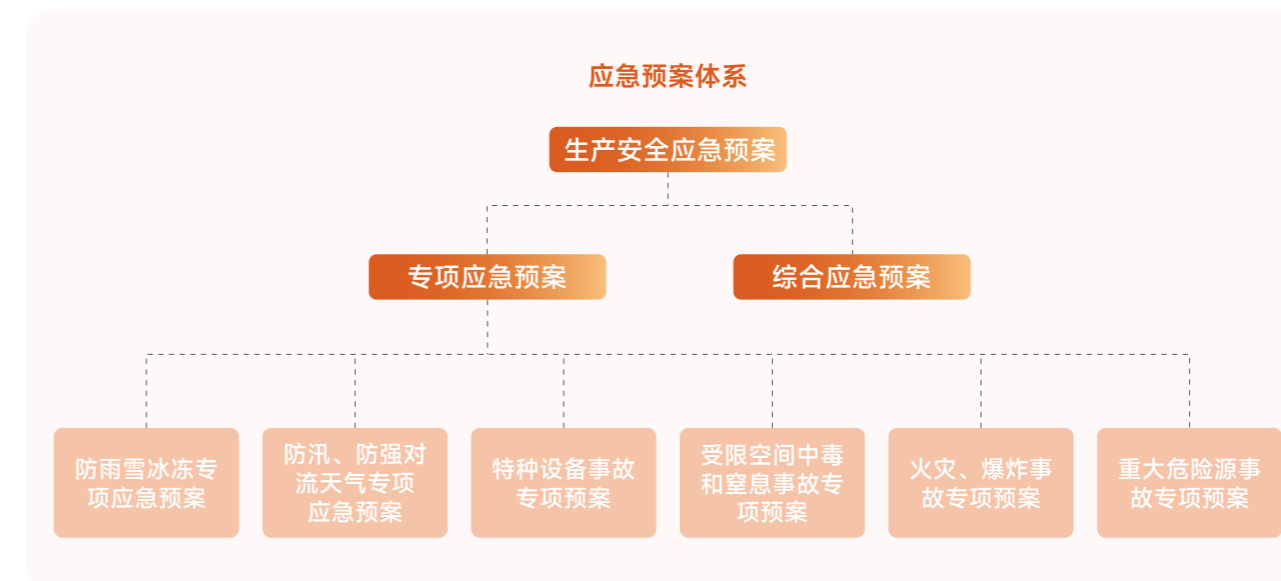 应急预案体系
生产安全应急预案
专项应急预案
综合应急预案
防雨雪冰冻专
项应急预案
防汛、防强对
流天气专项
应急预案
特种设备事故
专项预案
受限空间中毒
和窒息事故专
项预案
火灾、爆炸事
故专项预案
重大危险源事
故专项预案